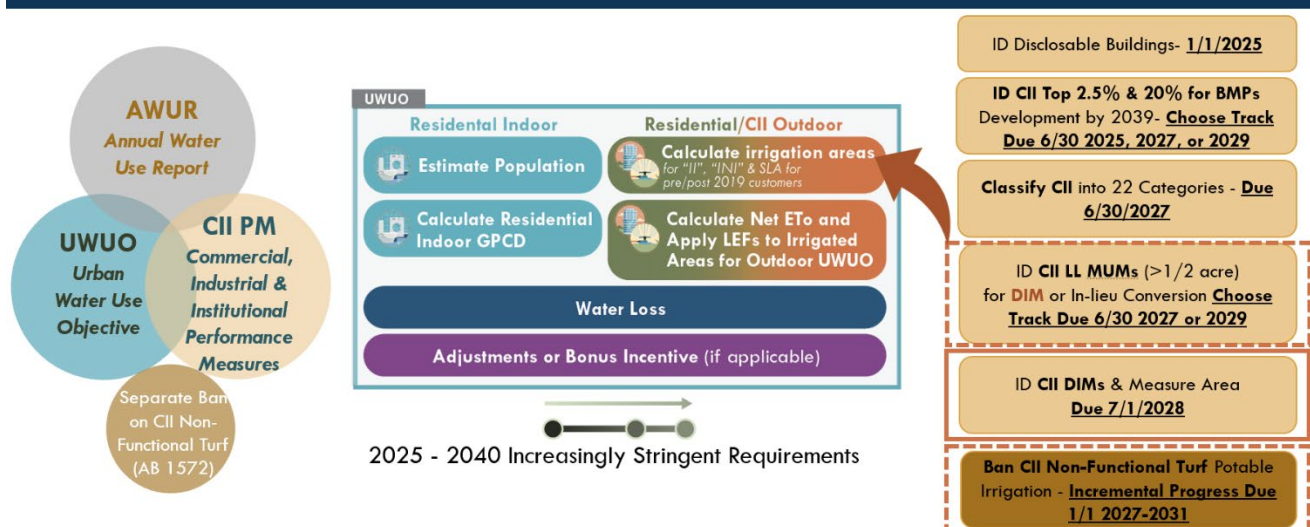 AWUR
Annual Water
Use Report
UWUO
Urban
Water Use
Objective
CII PM
Commercial,
Industrial &
Institutional
Performance
Measures
Separate Ban
on CII Non-
Functional Turf
(AB 1572)
UWUO
Residential Indoor
Estimate Population
Calculate Residential
Indoor GPCD
Residential/CII Outdoor
Calculate irrigation areas
for "II", "INI" & SLA for
pre/post 2019 customers
Calculate Net ETo and
Apply LEFs to Irrigated
Areas for Outdoor UWUO
Water Loss
Adjustments or Bonus Incentive (if applicable)
2025 - 2040 Increasingly Stringent Requirements
ID Disclosable Buildings- 1/1/2025
ID CII Top 2.5% & 20% for BMPs
Development by 2039- Choose Track
Due 6/30 2025, 2027, or 2029
Classify CII into 22 Categories - Due
6/30/2027
ID CII LL MUMs (>1/2 acre)
for DIM or In-lieu Conversion Choose
Track Due 6/30 2027 or 2029
ID CII DIMs & Measure Area
Due 7/1/2028
Ban CII Non-Functional Turf Potable
Irrigation - Incremental Progress Due
1/1 2027-2031